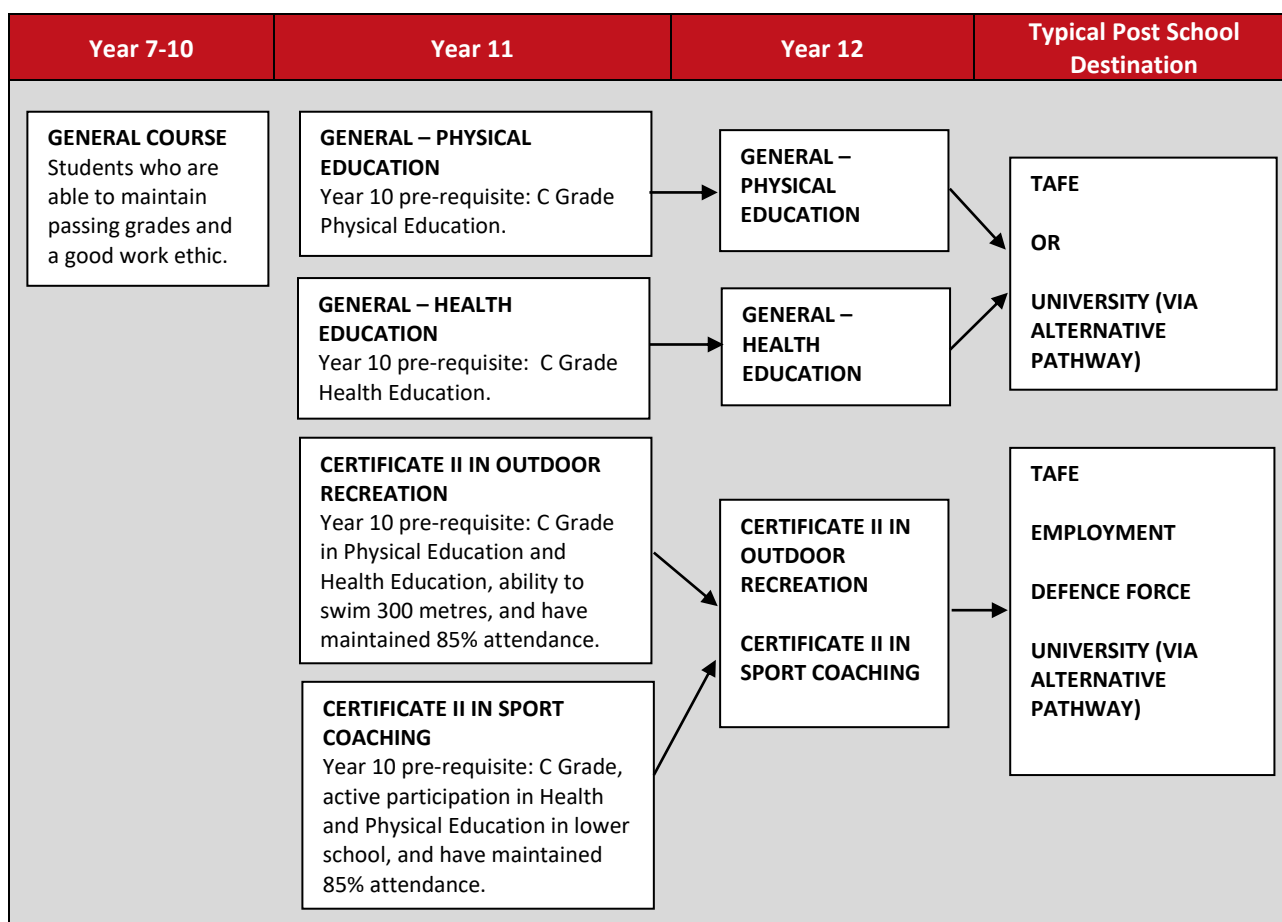 Year 7-10
Year 11
Year 12
Typical Post School
Destination
GENERAL COURSE
Students who are
able to maintain
passing grades and
a good work ethic.
GENERAL – PHYSICAL
EDUCATION
Year 10 pre-requisite: C Grade
Physical Education.
GENERAL – HEALTH
EDUCATION
Year 10 pre-requisite:  C Grade
Health Education.
CERTIFICATE II IN OUTDOOR
RECREATION
Year 10 pre-requisite: C Grade
in Physical Education and
Health Education, ability to
swim 300 metres, and have
maintained 85% attendance.
CERTIFICATE II IN SPORT
COACHING
Year 10 pre-requisite: C Grade,
active participation in Health
and Physical Education in lower
school, and have maintained
85% attendance.
GENERAL –
PHYSICAL
EDUCATION
GENERAL –
HEALTH
EDUCATION
CERTIFICATE II IN
OUTDOOR
RECREATION
CERTIFICATE II IN
SPORT COACHING
TAFE
OR
UNIVERSITY (VIA
ALTERNATIVE
PATHWAY)
TAFE
EMPLOYMENT
DEFENCE FORCE
UNIVERSITY (VIA
ALTERNATIVE
PATHWAY)